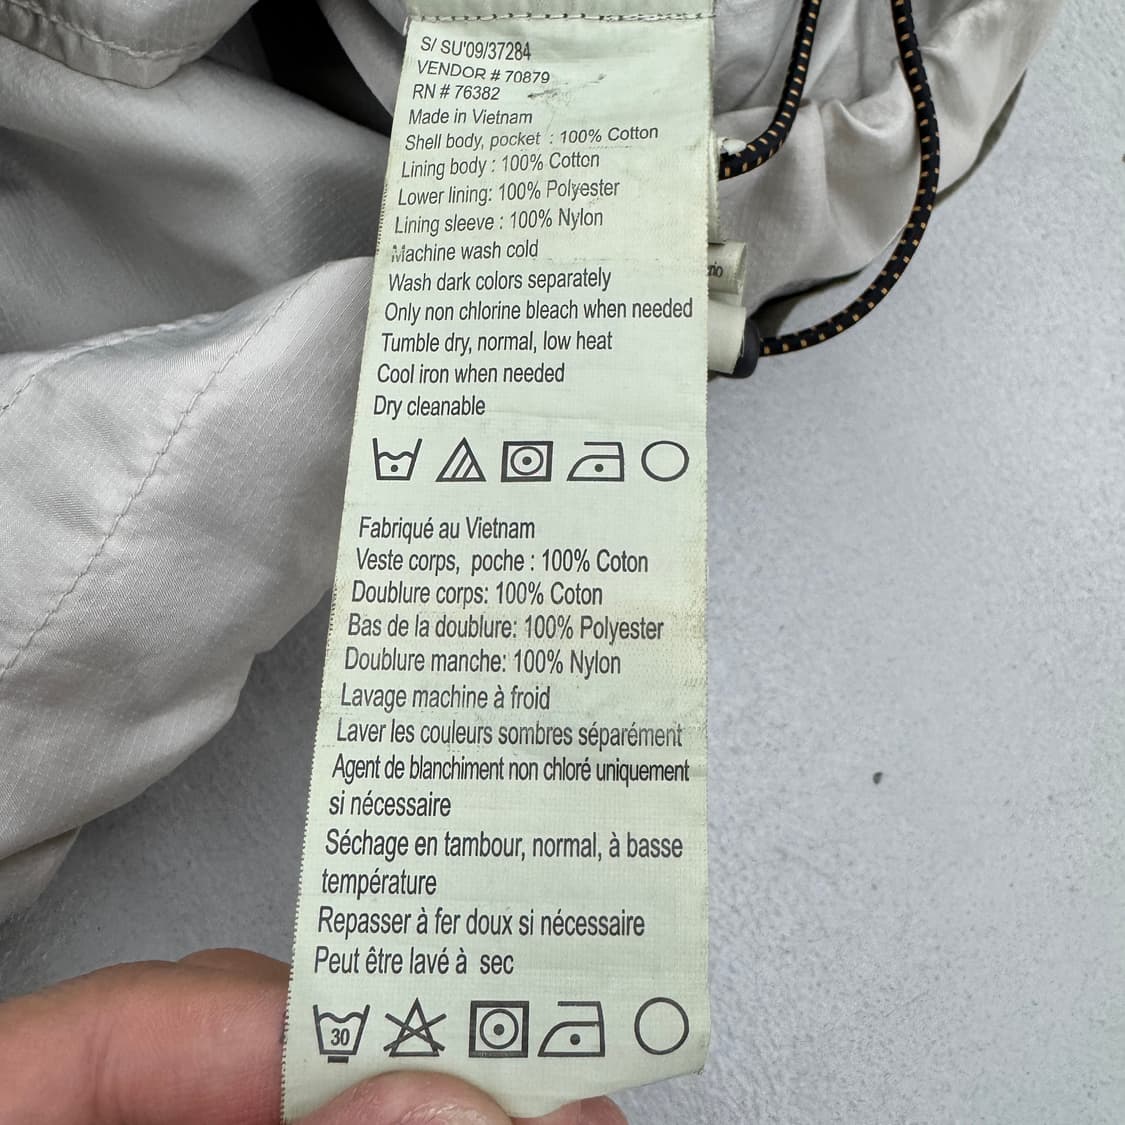 S/ SU'09/37284
VENDOR # 70879
RN # 76382
Made in Vietnam
Shell body, pocket : 100% Cotton
Lining body : 100% Cotton
Lower lining: 100% Polyester
Lining sleeve : 100% Nylon
Machine wash cold
Wash dark colors separately
Only non chlorine bleach when needed
Tumble dry, normal, low heat
Cool iron when needed
Dry cleanable
Fabriqué au Vietnam
Veste corps, poche : 100% Coton
Doublure corps: 100% Coton
Bas de la doublure: 100% Polyester
Doublure manche: 100% Nylon
Lavage machine à froid
Laver les couleurs sombres séparément
Agent de blanchiment non chloré uniquement
si nécessaire
Séchage en tambour, normal, à basse
température
Repasser à fer doux si nécessaire
Peut être lavé à sec
30